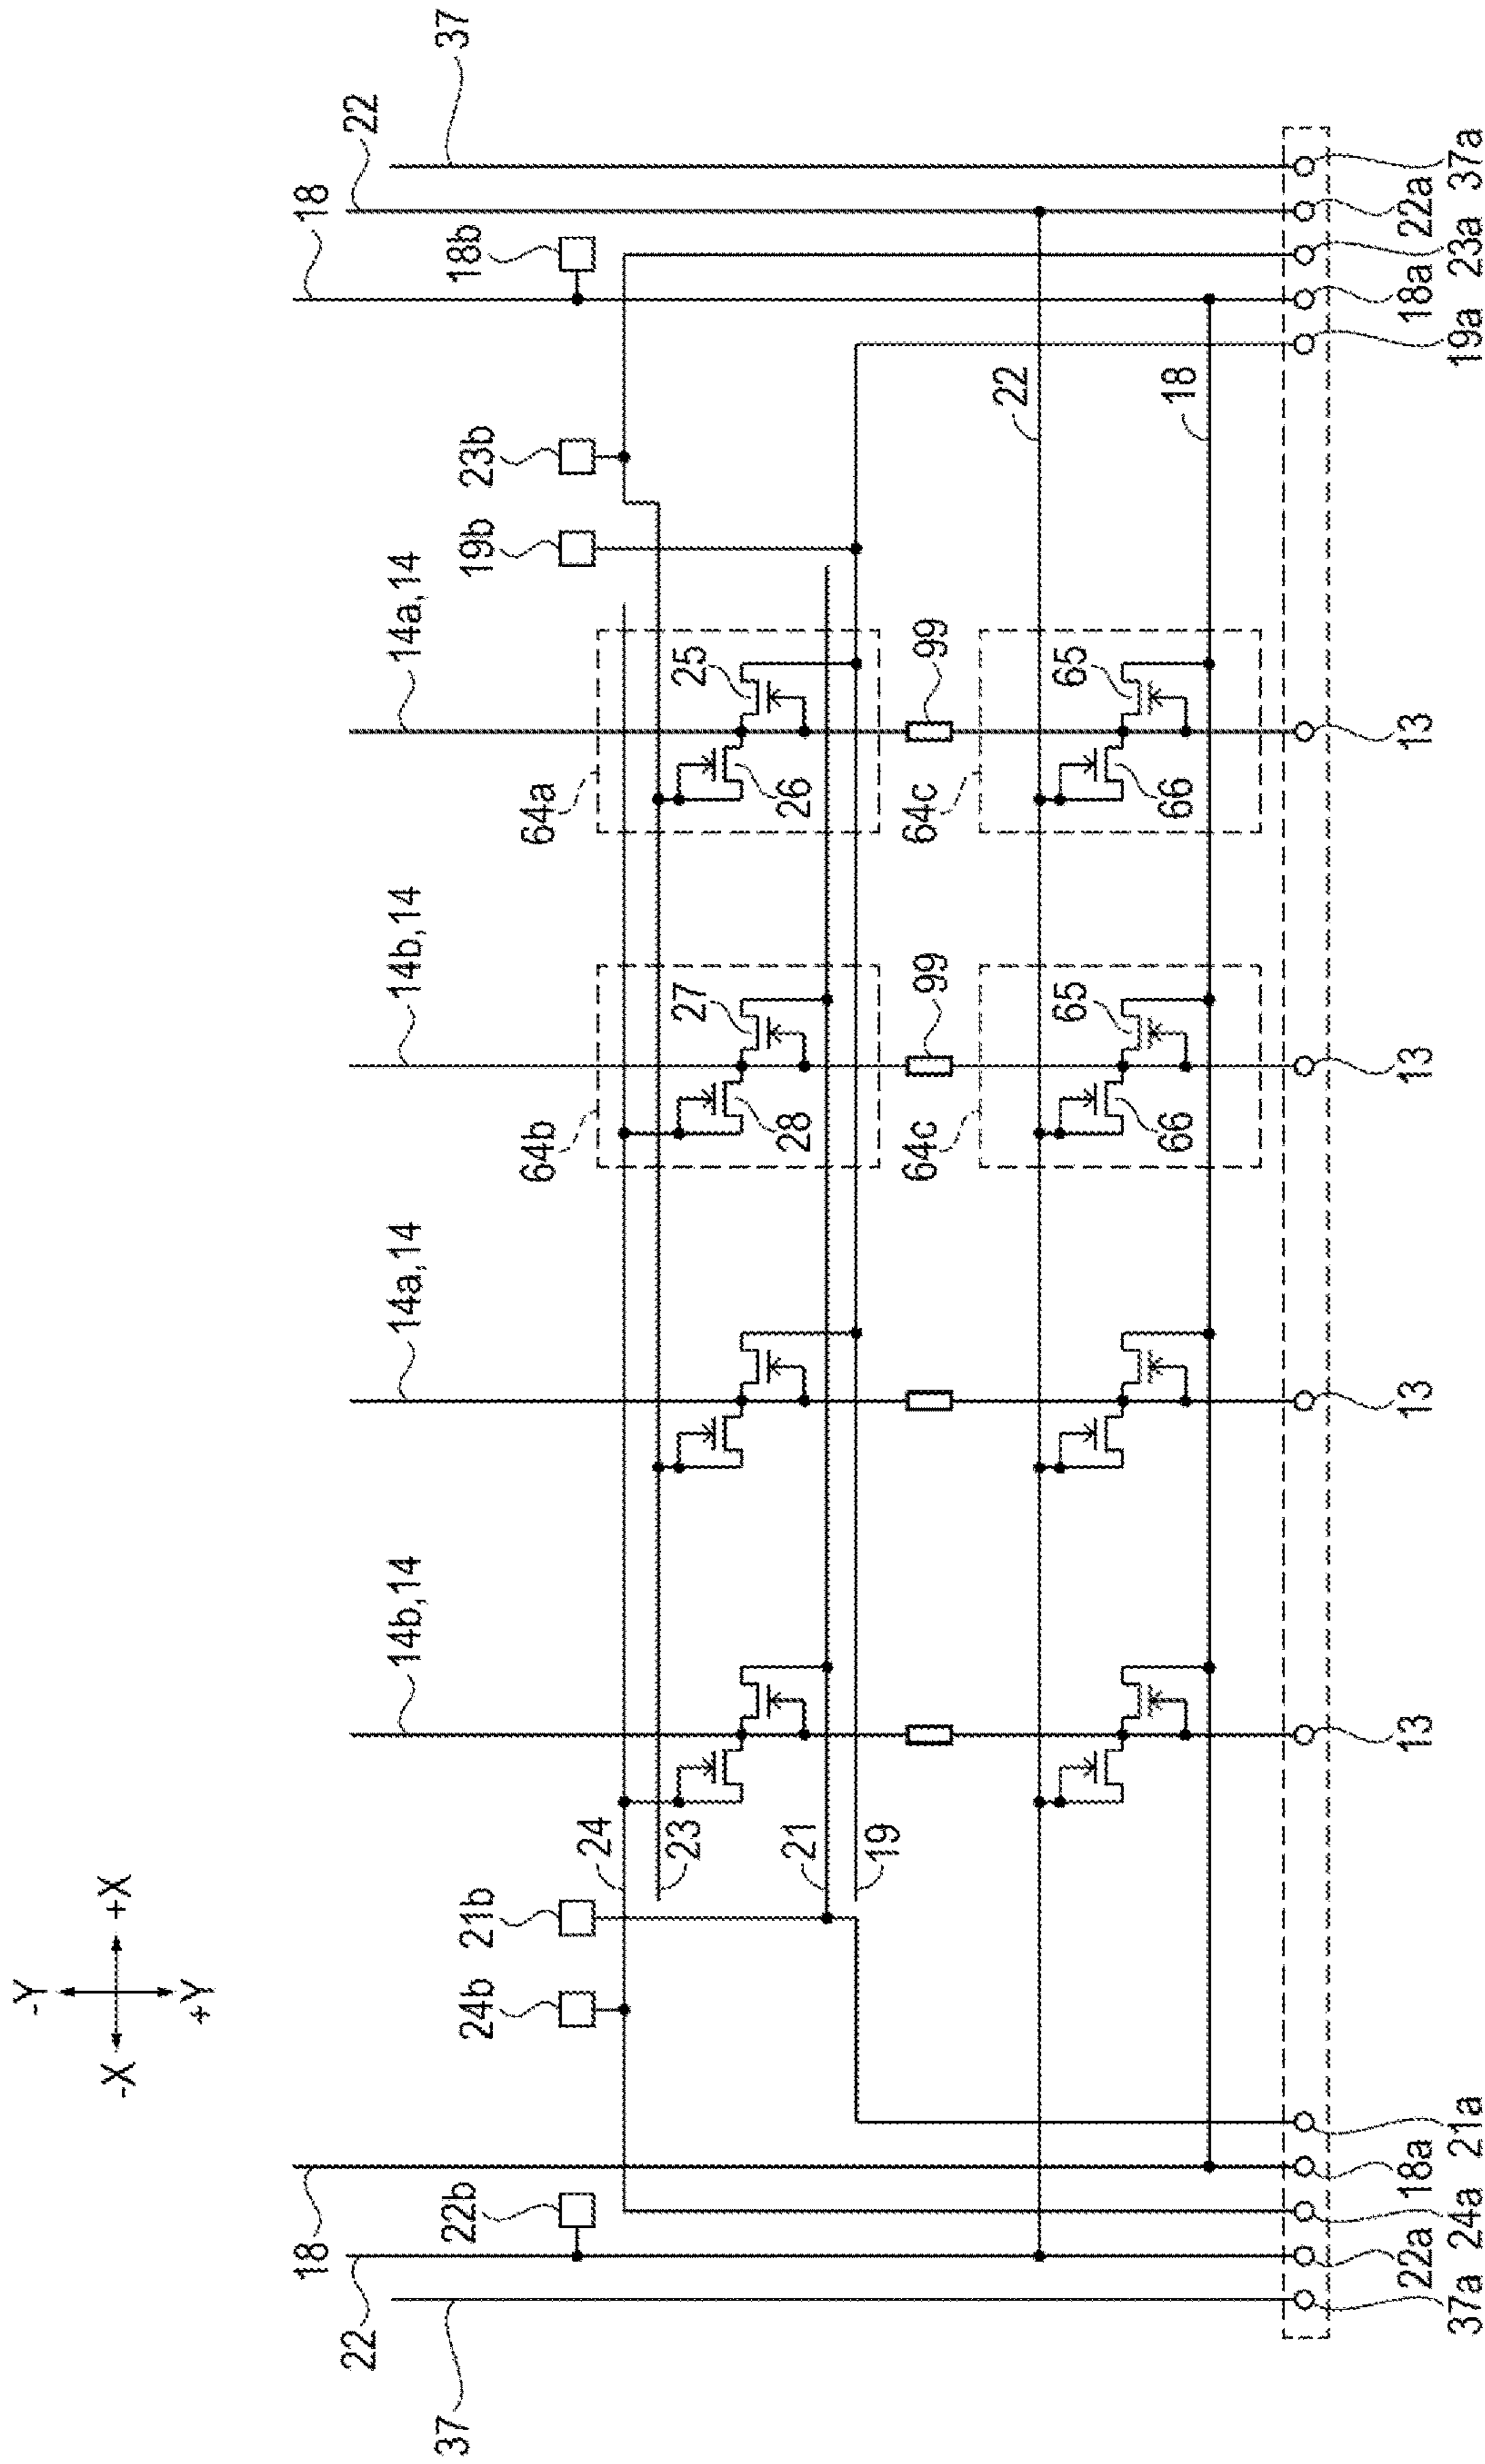 -Y
-X +X
+Y
18 18
22 22
14b,14 14a,14 14b,14 14a,14
37 22b 18b 37
24b 21b 19b 23b
64b 64a
24
23 27 25
21 28 26
19
64c 99 64c 99
22
65 65
66 66 18
22a 18a 13 13 13 13 18a 22a
37a 24a 21a 19a 23a 37a